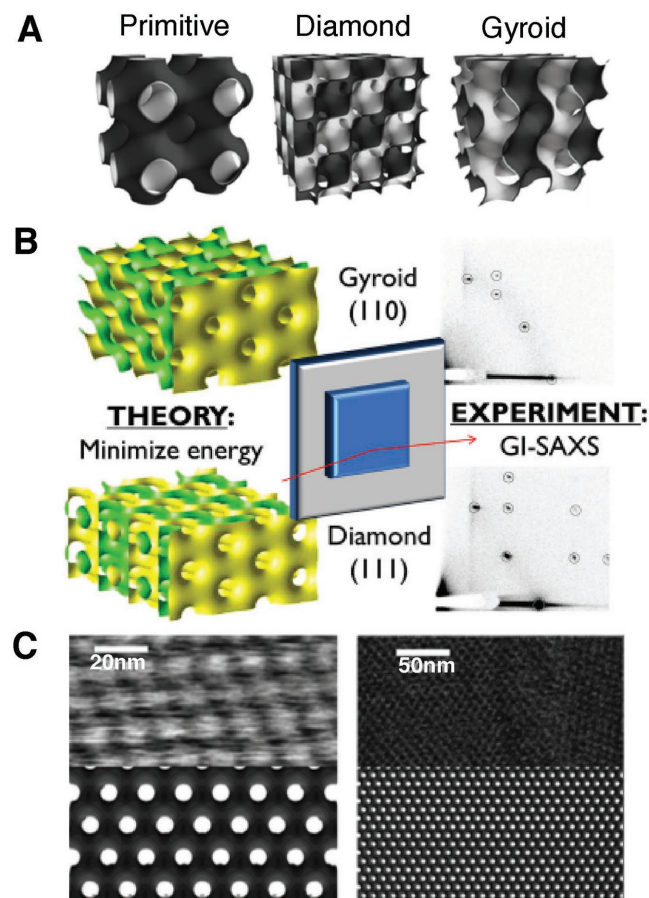 A
Primitive
Diamond
Gyroid
B
Gyroid
(110)
THEORY:
Minimize energy
EXPERIMENT:
GI-SAXS
Diamond
(111)
C
20nm
50nm